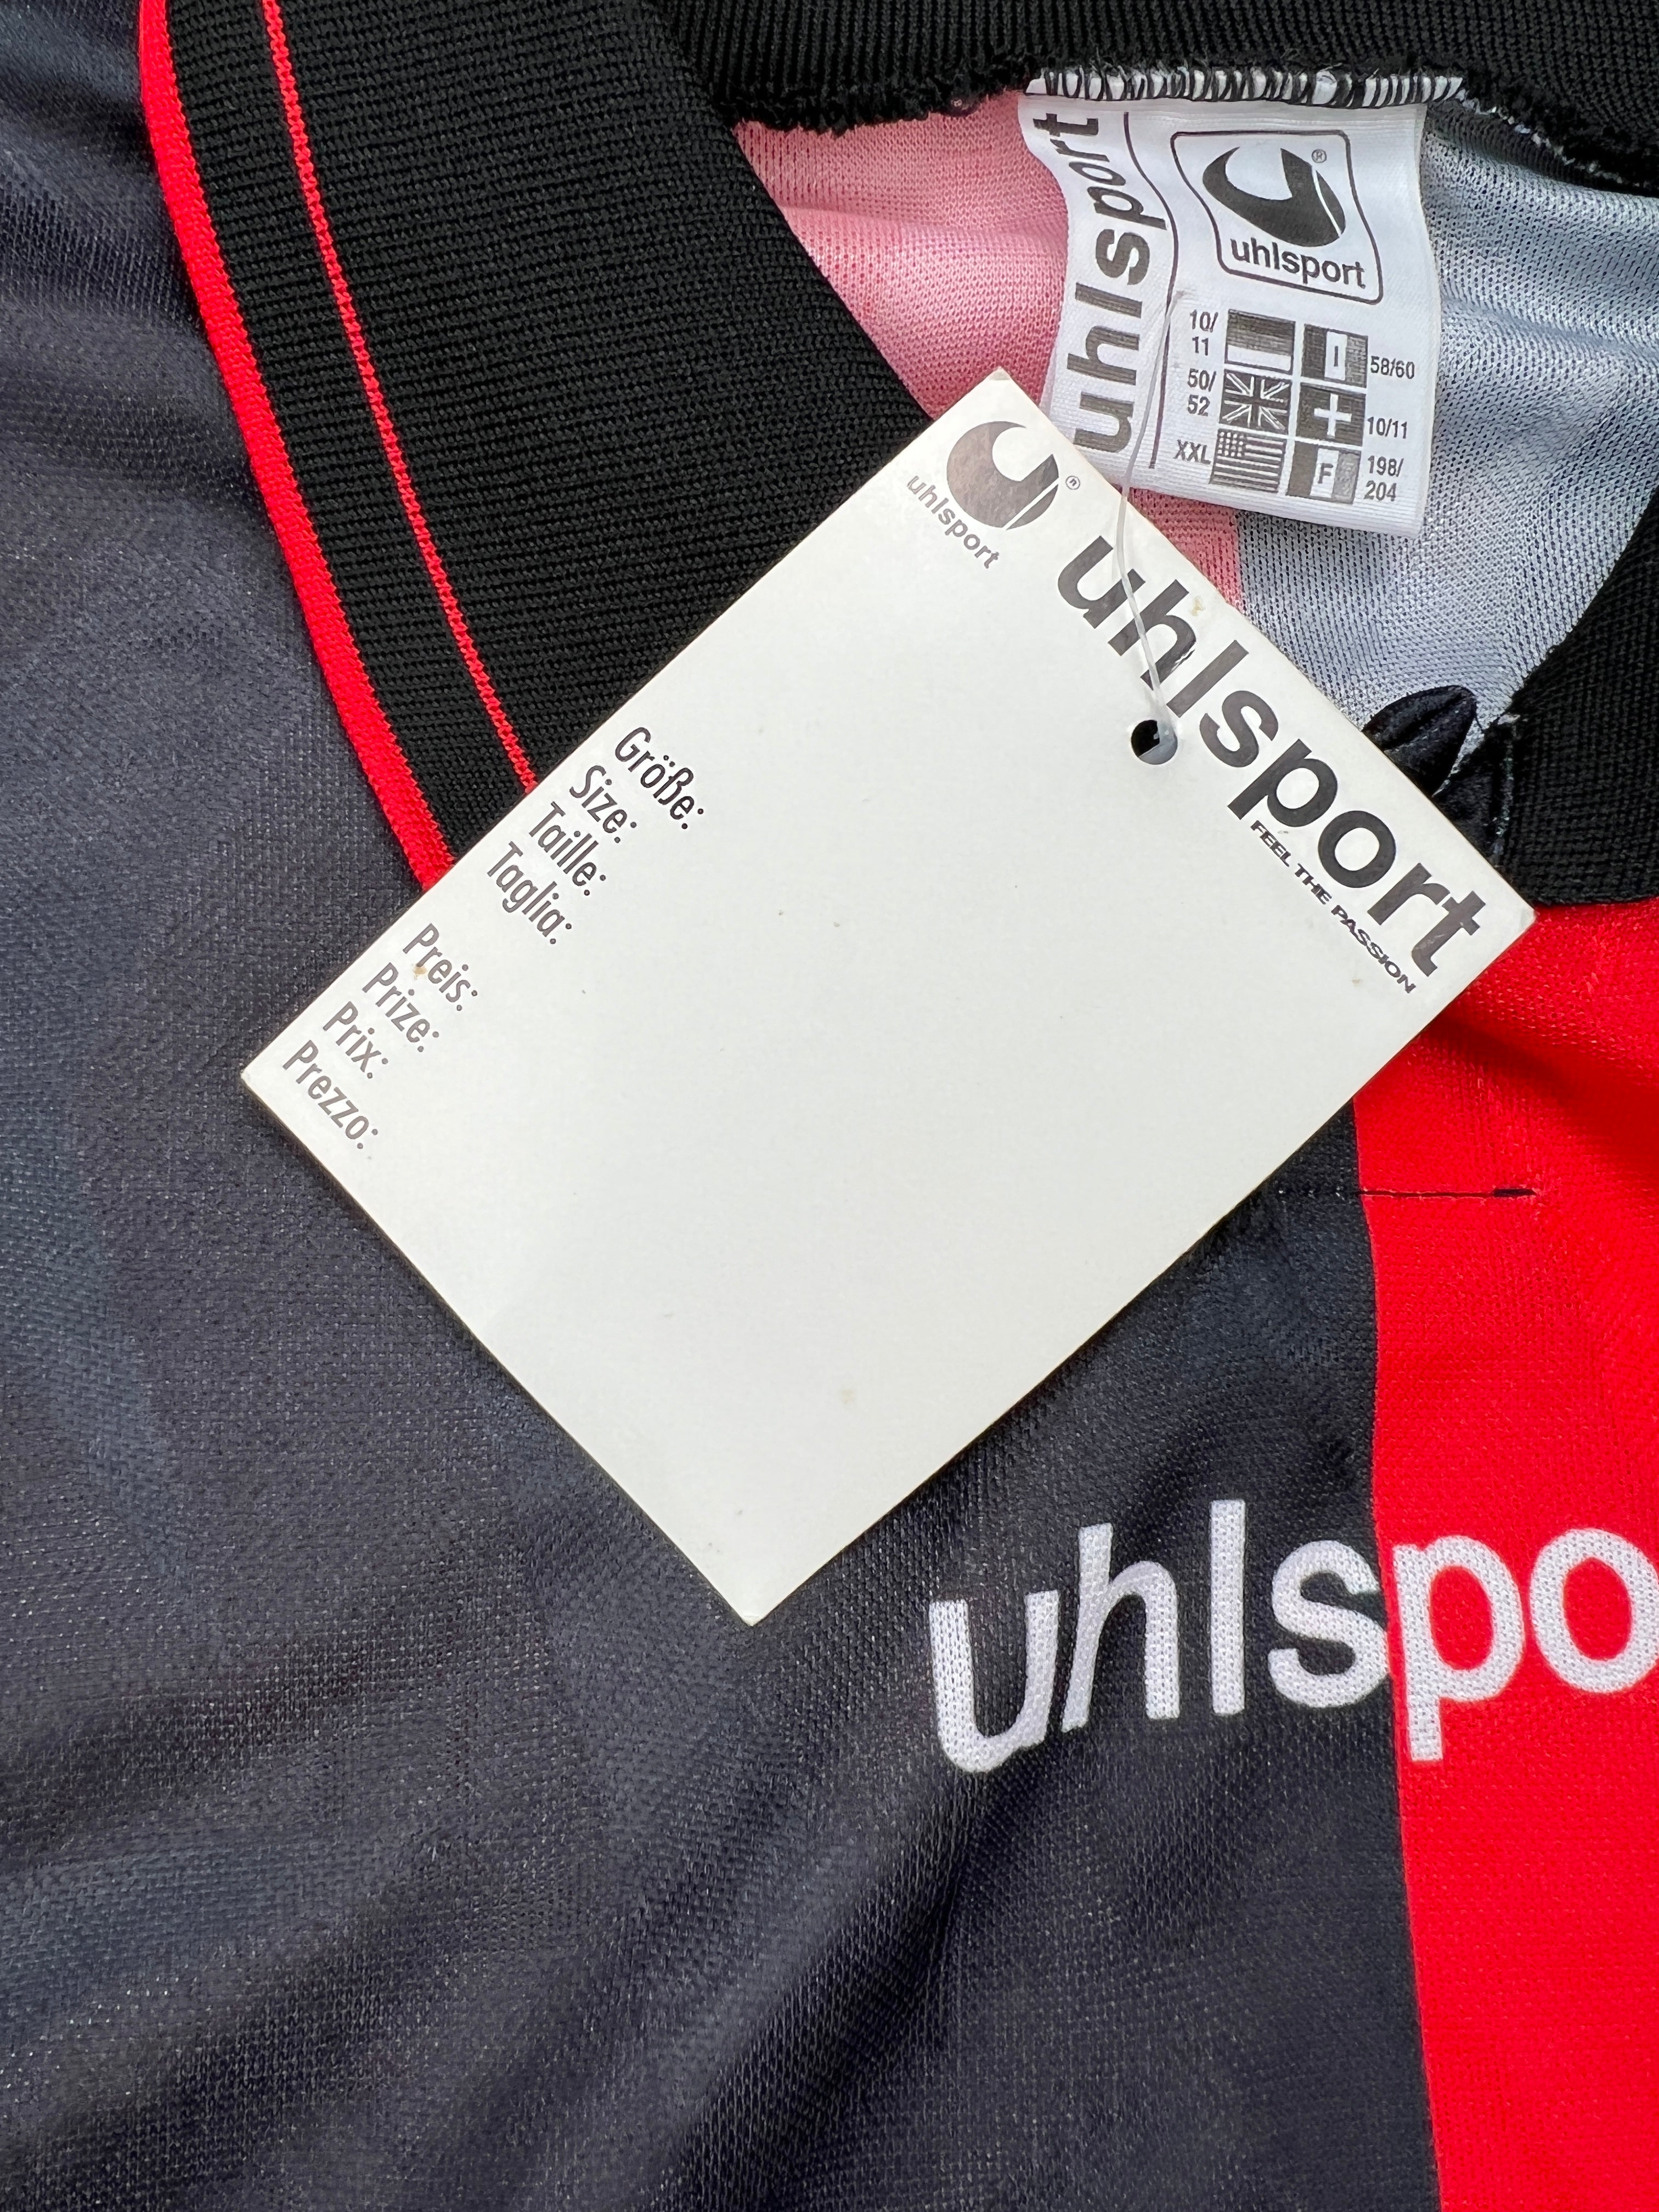 uhlsport
®
uhlsport
10/
11
I
58/60
50/
52
10/11
XXL
F
198/
204
®
uhlsport
uhlsport
FEEL THE PASSION
Größe:
Size:
Taille:
Taglia:
Preis:
Prize:
Prix:
Prezzo:
uhlspo